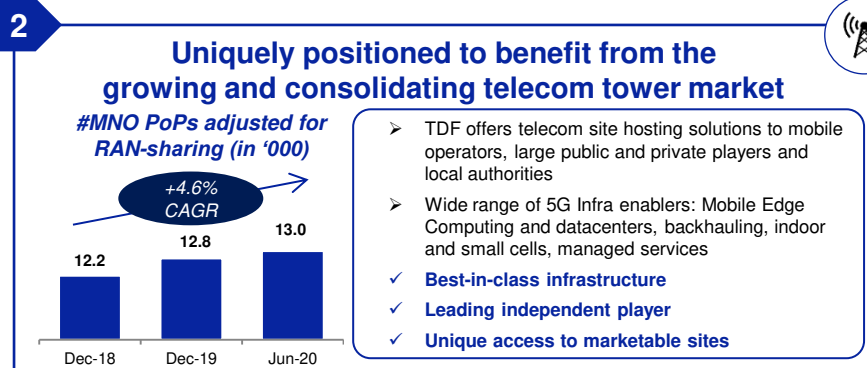 2
Uniquely positioned to benefit from the
growing and consolidating telecom tower market
#MNO PoPs adjusted for
RAN-sharing (in ‘000)
+4.6%
CAGR
12.2
12.8
13.0
Dec-18
Dec-19
Jun-20
➢ TDF offers telecom site hosting solutions to mobile
operators, large public and private players and
local authorities
➢ Wide range of 5G Infra enablers: Mobile Edge
Computing and datacenters, backhauling, indoor
and small cells, managed services
✓ Best-in-class infrastructure
✓ Leading independent player
✓ Unique access to marketable sites